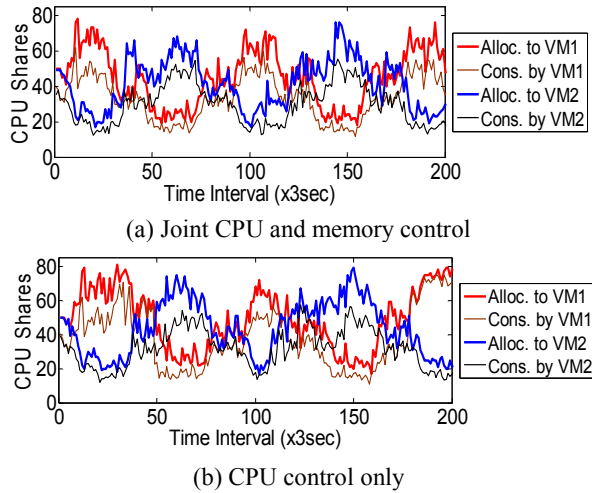 80
60
40
20
0
CPU Shares
0 50 100 150 200
Time Interval (x3sec)
Alloc. to VM1
Cons. by VM1
Alloc. to VM2
Cons. by VM2
(a) Joint CPU and memory control
80
60
40
20
0
CPU Shares
0 50 100 150 200
Time Interval (x3sec)
Alloc. to VM1
Cons. by VM1
Alloc. to VM2
Cons. by VM2
(b) CPU control only